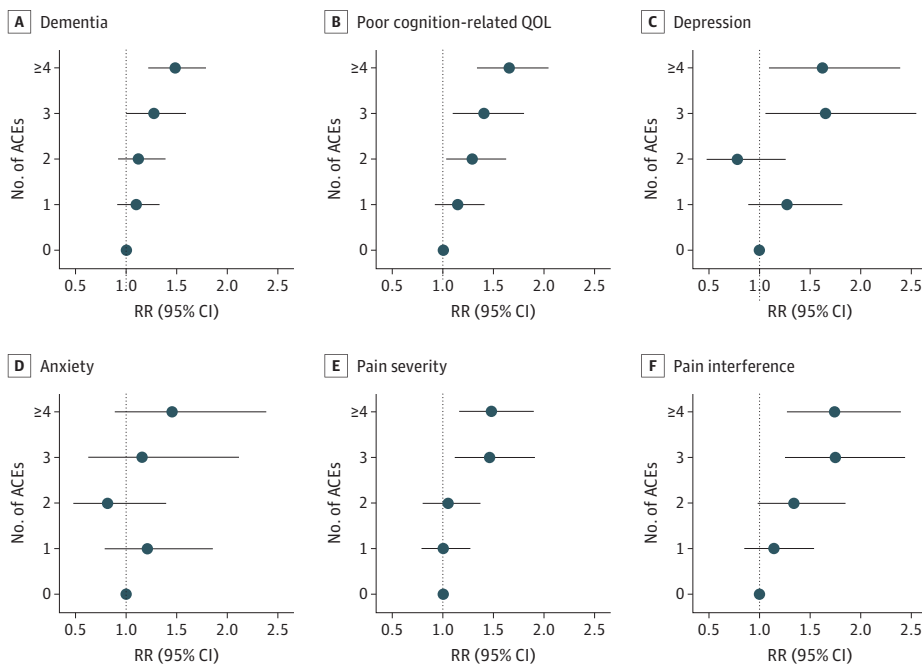 A Dementia
No. of ACEs
≥4
3
2
1
0
0.5 1.0 1.5 2.0 2.5
RR (95% CI)
B Poor cognition-related QOL
No. of ACEs
≥4
3
2
1
0
0.5 1.0 1.5 2.0 2.5
RR (95% CI)
C Depression
No. of ACEs
≥4
3
2
1
0
0.5 1.0 1.5 2.0 2.5
RR (95% CI)
D Anxiety
No. of ACEs
≥4
3
2
1
0
0.5 1.0 1.5 2.0 2.5
RR (95% CI)
E Pain severity
No. of ACEs
≥4
3
2
1
0
0.5 1.0 1.5 2.0 2.5
RR (95% CI)
F Pain interference
No. of ACEs
≥4
3
2
1
0
0.5 1.0 1.5 2.0 2.5
RR (95% CI)